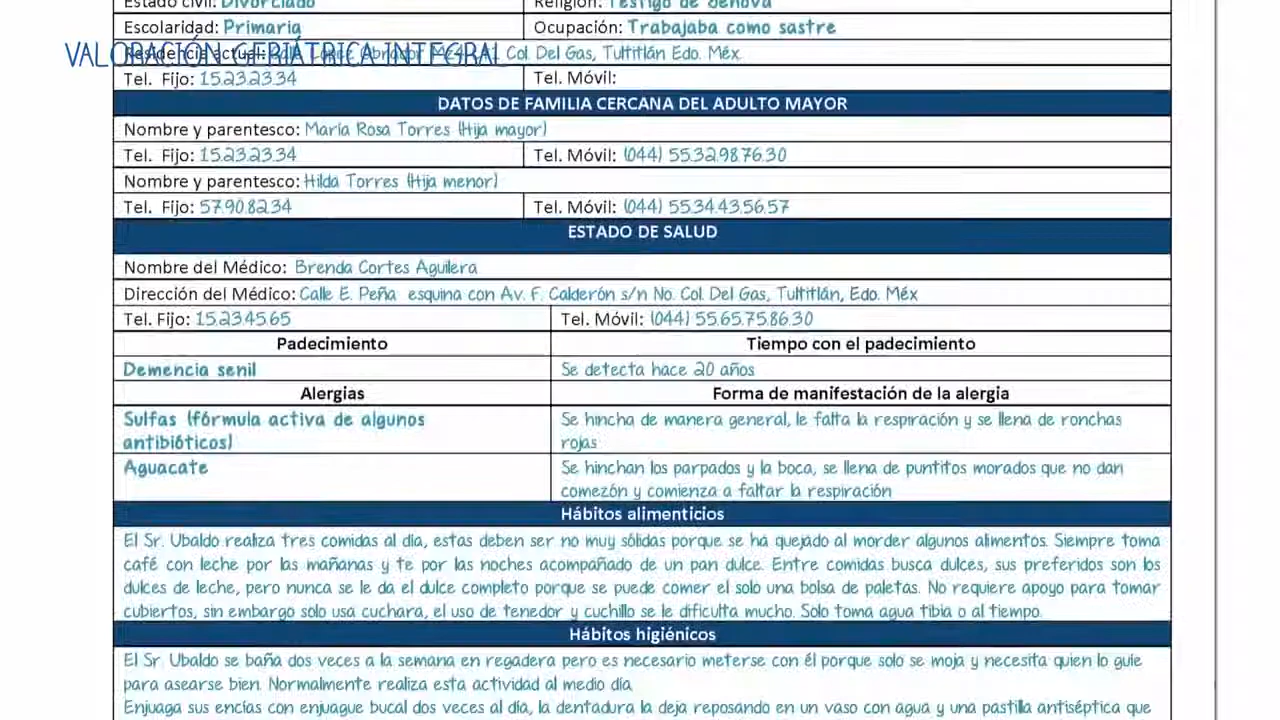 Estado civil: Divorciado Religión: Testigo de Jehová
Escolaridad: Primaria Ocupación: Trabajaba como sastre
VALORACIÓN GERIÁTRICA INTEGRAL
Residencia actual: Col. Del Gas, Tultitlán Edo. Méx.
Tel. Fijo: 15.23.23.34 Tel. Móvil:
DATOS DE FAMILIA CERCANA DEL ADULTO MAYOR
Nombre y parentesco: María Rosa Torres (Hija mayor)
Tel. Fijo: 15.23.23.34 Tel. Móvil: (044) 55.32.98.76.30
Nombre y parentesco: Hilda Torres (Hija menor)
Tel. Fijo: 57.90.82.34 Tel. Móvil: (044) 55.34.43.56.57
ESTADO DE SALUD
Nombre del Médico: Brenda Cortes Aguilera
Dirección del Médico: Calle E. Peña esquina con Av. F. Calderón s/n No. Col. Del Gas, Tultitlán, Edo. Méx
Tel. Fijo: 15.23.45.65 Tel. Móvil: (044) 55.65.75.86.30
Padecimiento Tiempo con el padecimiento
Demencia senil Se detecta hace 20 años
Alergias Forma de manifestación de la alergia
Sulfas (fórmula activa de algunos antibióticos) Se hincha de manera general, le falta la respiración y se llena de ronchas
rojas
Aguacate Se hinchan los parpados y la boca, se llena de puntitos morados que no dan
comezón y comienza a faltar la respiración
Hábitos alimenticios
El Sr. Ubaldo realiza tres comidas al día, estas deben ser no muy sólidas porque se ha quejado al morder algunos alimentos. Siempre toma
café con leche por las mañanas y te por las noches acompañado de un pan dulce. Entre comidas busca dulces, sus preferidos son los
dulces de leche, pero nunca se le da el dulce completo porque se puede comer el solo una bolsa de paletas. No requiere apoyo para tomar
cubiertos, sin embargo solo usa cuchara, el uso de tenedor y cuchillo se le dificulta mucho. Solo toma agua tibia o al tiempo.
Hábitos higiénicos
El Sr. Ubaldo se baña dos veces a la semana en regadera pero es necesario meterse con él porque solo se moja y necesita quien lo guie
para asearse bien. Normalmente realiza esta actividad al medio día.
Enjuaga sus encías con enjuague bucal dos veces al día, la dentadura la deja reposando en un vaso con agua y una pastilla antiséptica que